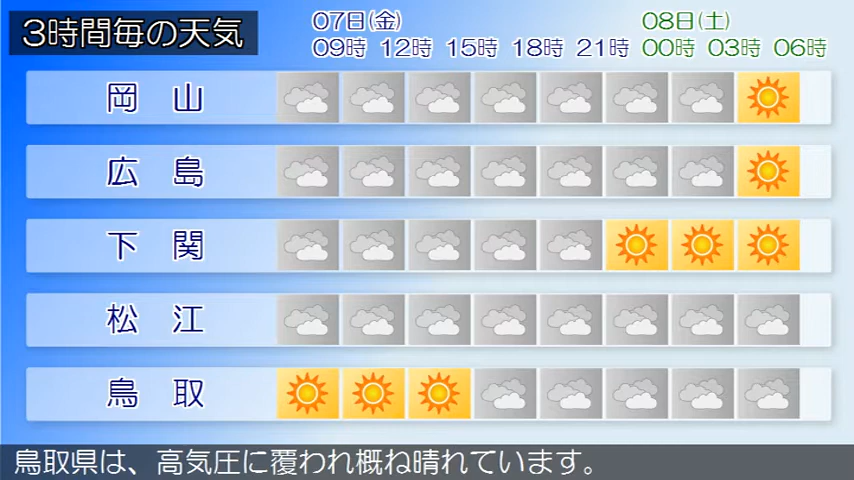 3時間毎の天気
07日(金) 08日(土)
09時 12時 15時 18時 21時 00時 03時 06時
岡山
広島
下関
松江
鳥取
鳥取県は、高気圧に覆われ概ね晴れています。